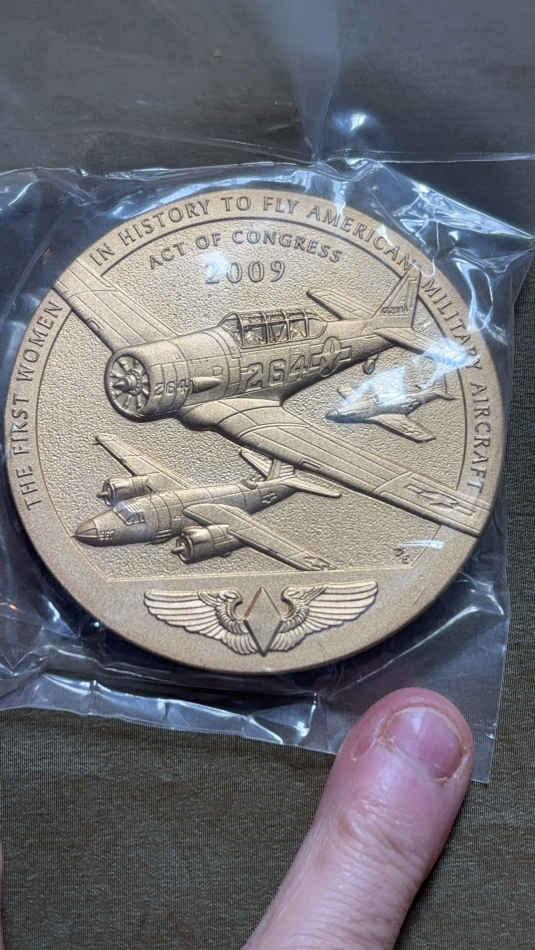 THE FIRST WOMEN IN HISTORY TO FLY AMERICAN MILITARY AIRCRAFT
ACT OF CONGRESS
2009
264
264